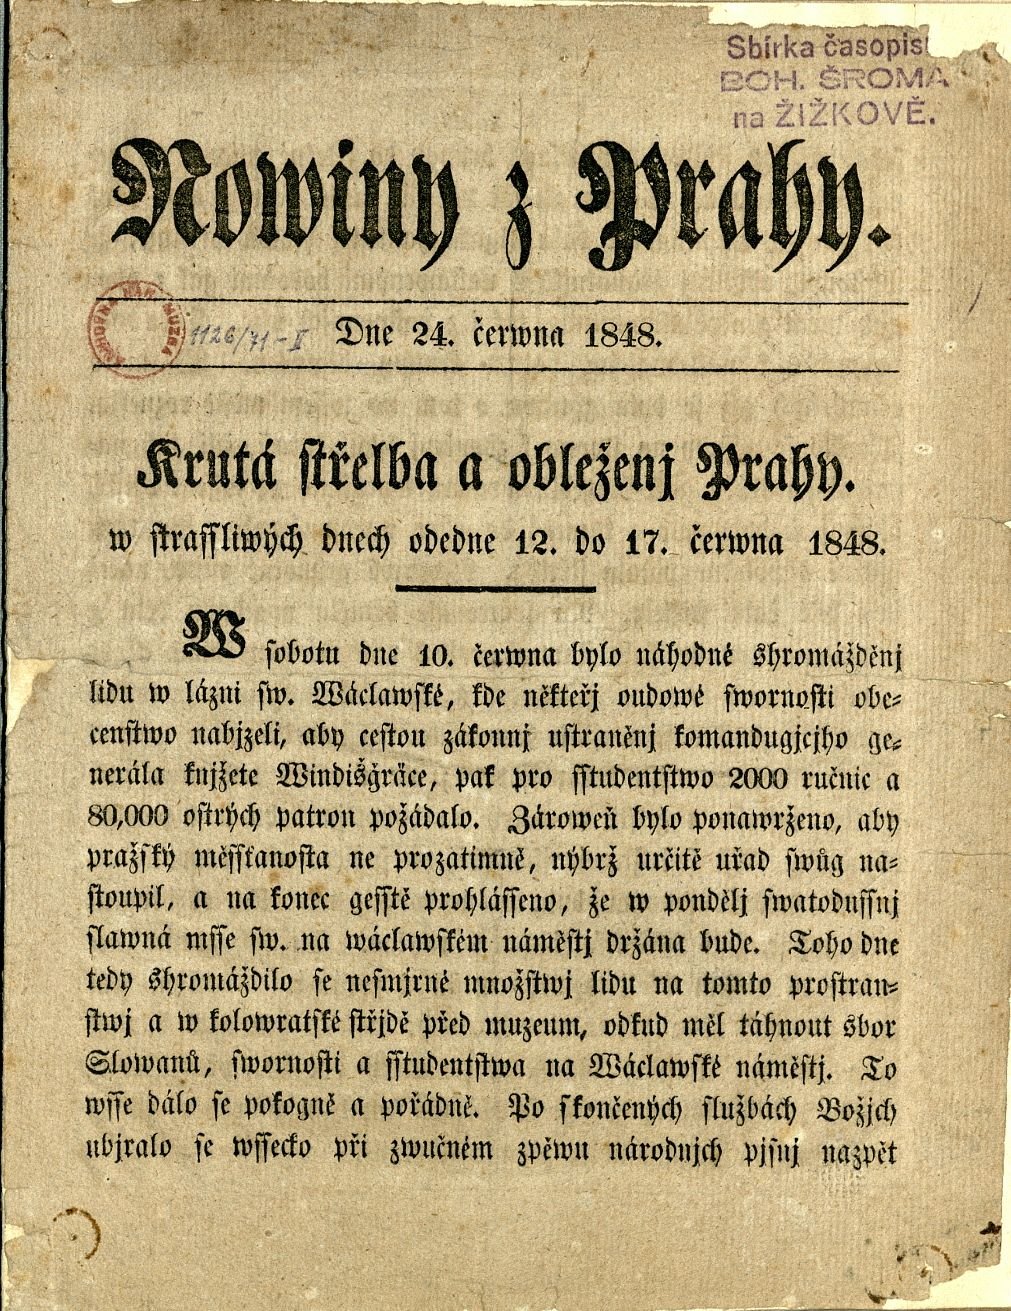 Sbírka časopisů
BOH. ŠROMA
na ŽIŽKOVĚ.
Nowiny z Prahy.
1126/71-II
Dne 24. čerwna 1848.
Krutá střelba a obleženj Prahy.
w strassliwých dnech odedne 12. do 17. čerwna 1848.
W sobotu dne 10. čerwna bylo náhodné shromážděnj
lidu w lázni sw. Wáclawské, kde někteřj oudowé swornosti obe-
censtwo nabjzeli, aby cestou zákonnj ustraněnj komandugjcjho ge-
nerála knjžete Windišgräce, pak pro sstudentstwo 2000 ručnic a
80,000 ostrých patron požádalo. Zároweň bylo ponawrženo, aby
pražský měssťanosta ne prozatimně, nýbrž určitě uřad swůg na-
stoupil, a na konec gesstě prohlásseno, že w pondělj swatodussnj
slawná msse sw. na wáclawském náměstj držána bude. Toho dne
tedy shromáždilo se nesmjrné množstwj lidu na tomto prostran-
stwj a w kolowratské střjdě před muzeum, odkud měl táhnout sbor
Slowanů, swornosti a sstudentstwa na Wáclawské náměstj. To
wsse dálo se pokogně a pořádně. Po skončených službách Božjch
ubjralo se wssecko při zwučném zpěwu národnjch pjsnj nazpět